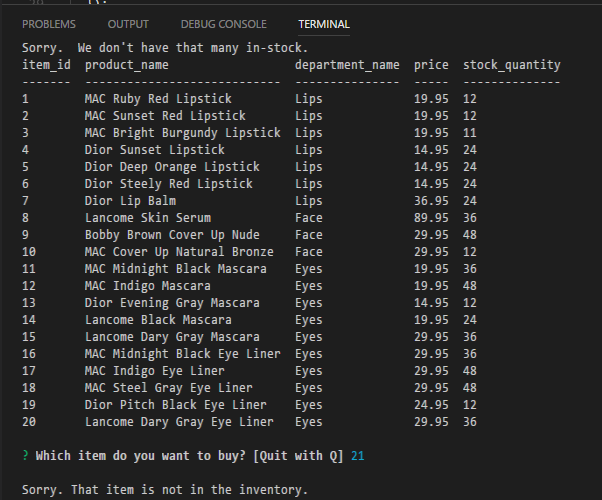 PROBLEMS OUTPUT DEBUG CONSOLE TERMINAL
Sorry.  We don't have that many in-stock.
item_id  product_name                 department_name  price  stock_quantity
-------  ---------------------------  ---------------  -----  --------------
1        MAC Ruby Red Lipstick        Lips             19.95  12
2        MAC Sunset Red Lipstick      Lips             19.95  12
3        MAC Bright Burgundy Lipstick  Lips             19.95  11
4        Dior Sunset Lipstick         Lips             14.95  24
5        Dior Deep Orange Lipstick    Lips             14.95  24
6        Dior Steely Red Lipstick     Lips             14.95  24
7        Dior Lip Balm                Lips             36.95  24
8        Lancome Skin Serum           Face             89.95  36
9        Bobby Brown Cover Up Nude    Face             29.95  48
10       MAC Cover Up Natural Bronze  Face             29.95  12
11       MAC Midnight Black Mascara   Eyes             19.95  36
12       MAC Indigo Mascara           Eyes             19.95  48
13       Dior Evening Gray Mascara    Eyes             14.95  12
14       Lancome Black Mascara        Eyes             19.95  24
15       Lancome Dary Gray Mascara    Eyes             29.95  36
16       MAC Midnight Black Eye Liner  Eyes             29.95  36
17       MAC Indigo Eye Liner         Eyes             29.95  48
18       MAC Steel Gray Eye Liner     Eyes             29.95  48
19       Dior Pitch Black Eye Liner   Eyes             24.95  12
20       Lancome Dary Gray Eye Liner  Eyes             29.95  36
? Which item do you want to buy? [Quit with Q] 21
Sorry. That item is not in the inventory.